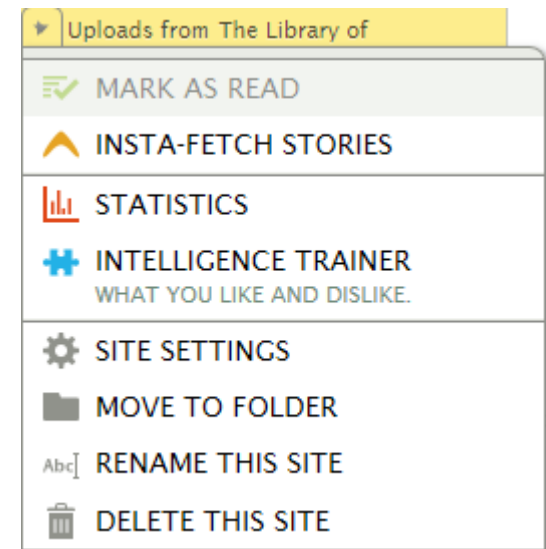 Uploads from The Library of
MARK AS READ
INSTA-FETCH STORIES
STATISTICS
INTELLIGENCE TRAINER
WHAT YOU LIKE AND DISLIKE.
SITE SETTINGS
MOVE TO FOLDER
Abc RENAME THIS SITE
DELETE THIS SITE